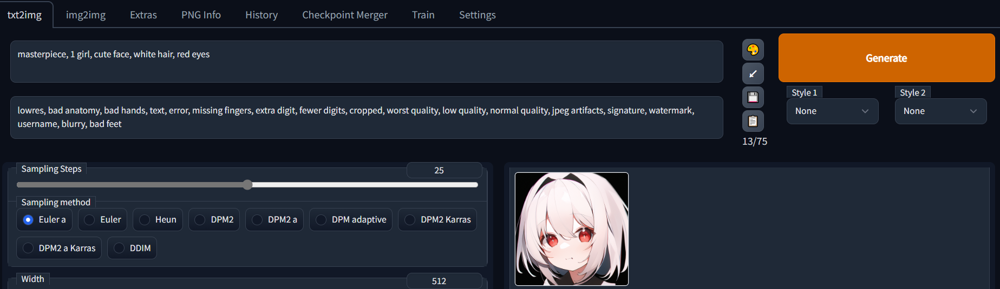 txt2img img2img Extras PNG Info History Checkpoint Merger Train Settings
masterpiece, 1 girl, cute face, white hair, red eyes
Generate
Style 1 Style 2
None None
lowres, bad anatomy, bad hands, text, error, missing fingers, extra digit, fewer digits, cropped, worst quality, low quality, normal quality, jpeg artifacts, signature, watermark,
username, blurry, bad feet
13/75
Sampling Steps 25
Sampling method
Euler a Euler Heun DPM2 DPM2 a DPM adaptive DPM2 Karras
DPM2 a Karras DDIM
Width 512